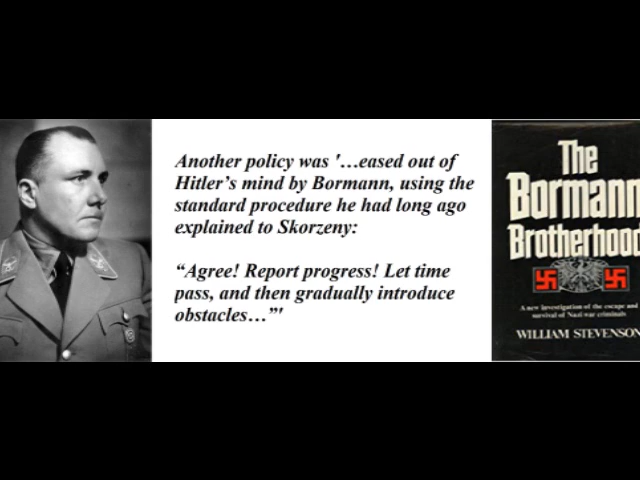 Another policy was '…eased out of
Hitler's mind by Bormann, using the
standard procedure he had long ago
explained to Skorzeny:
"Agree! Report progress! Let time
pass, and then gradually introduce
obstacles…"'
The
Bormann
Brotherhood
A new investigation of the escape and
survival of Nazi war criminals
WILLIAM STEVENSON